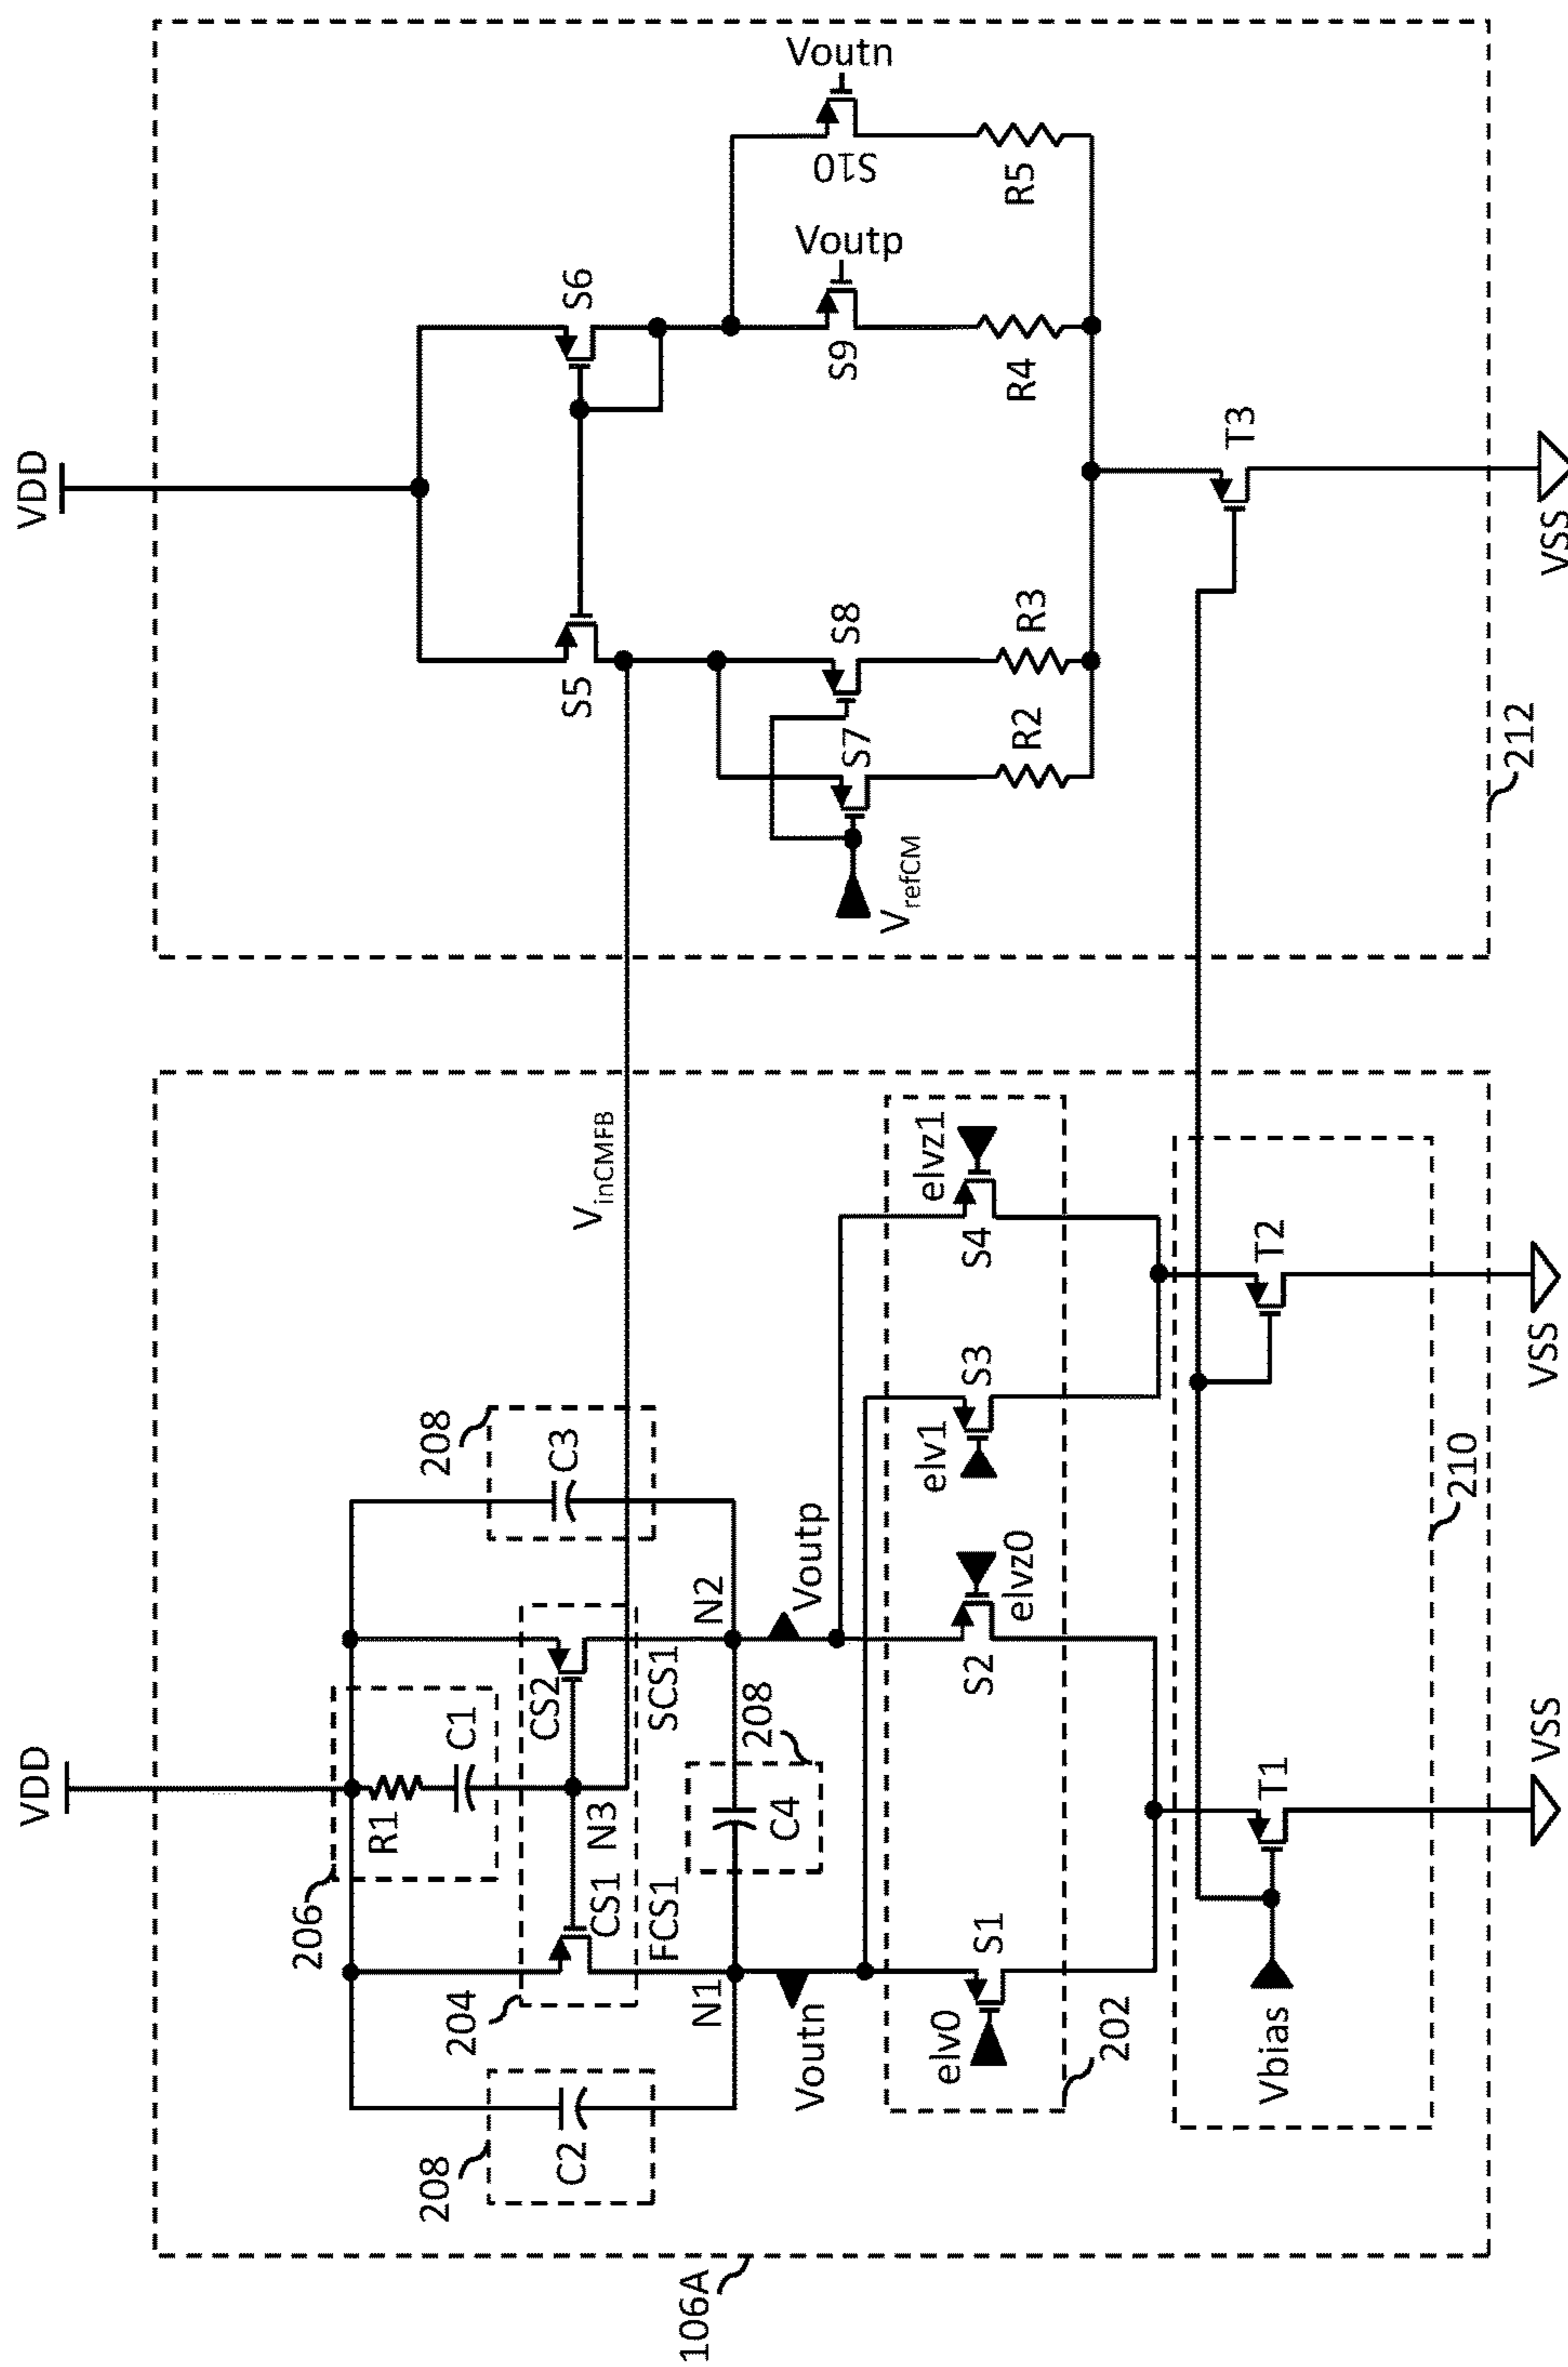 VDD
VDD
206
R1
C1
208
C3
204
CS1
CS2
N3
FCS1
SCS1
208
C2
N1
N2
208
C4
VinCMFB
Voutn
Voutp
elv0
S1
S2
elvz0
elv1
S3
S4
elvz1
202
Vbias
T1
T2
210
VSS
VSS
106A
S5
S6
VrefCM
S7
S8
S9
Voutp
S10
Voutn
R2
R3
R4
R5
T3
VSS
212